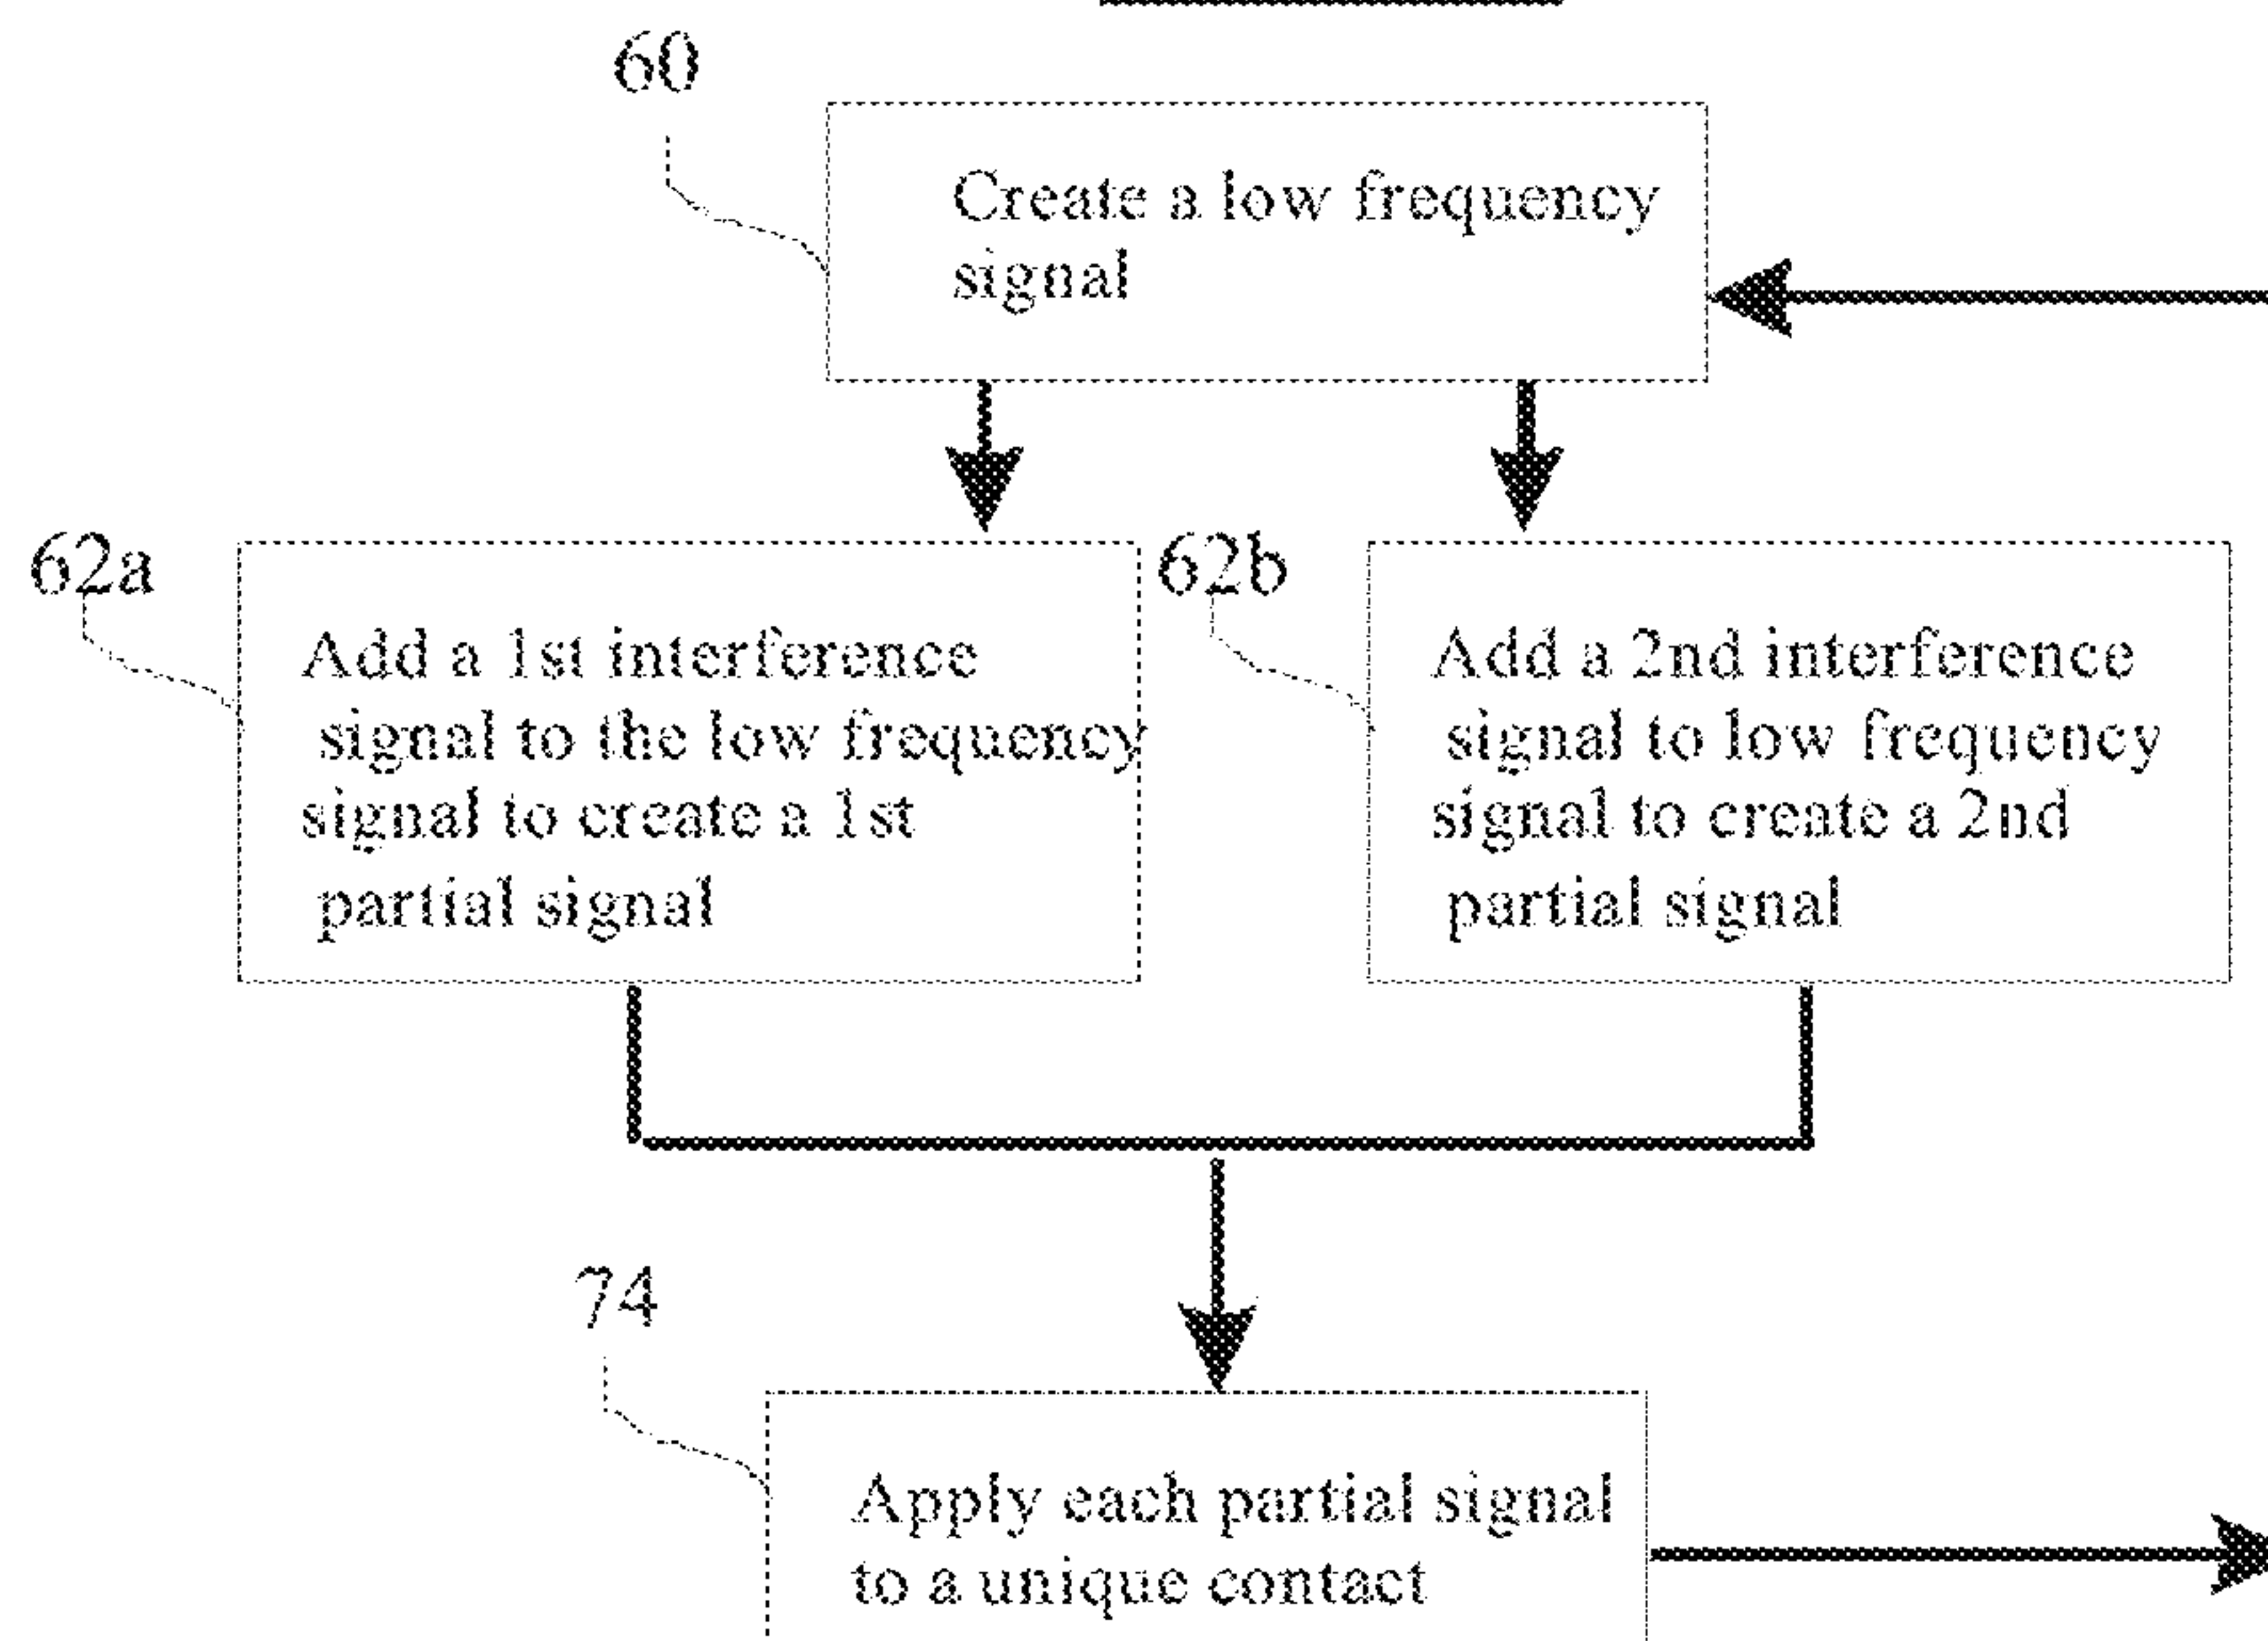 60
Create a low frequency
signal
62a
Add a 1st interference
signal to the low frequency
signal to create a 1st
partial signal
62b
Add a 2nd interference
signal to low frequency
signal to create a 2nd
partial signal
74
Apply each partial signal
to a unique contact